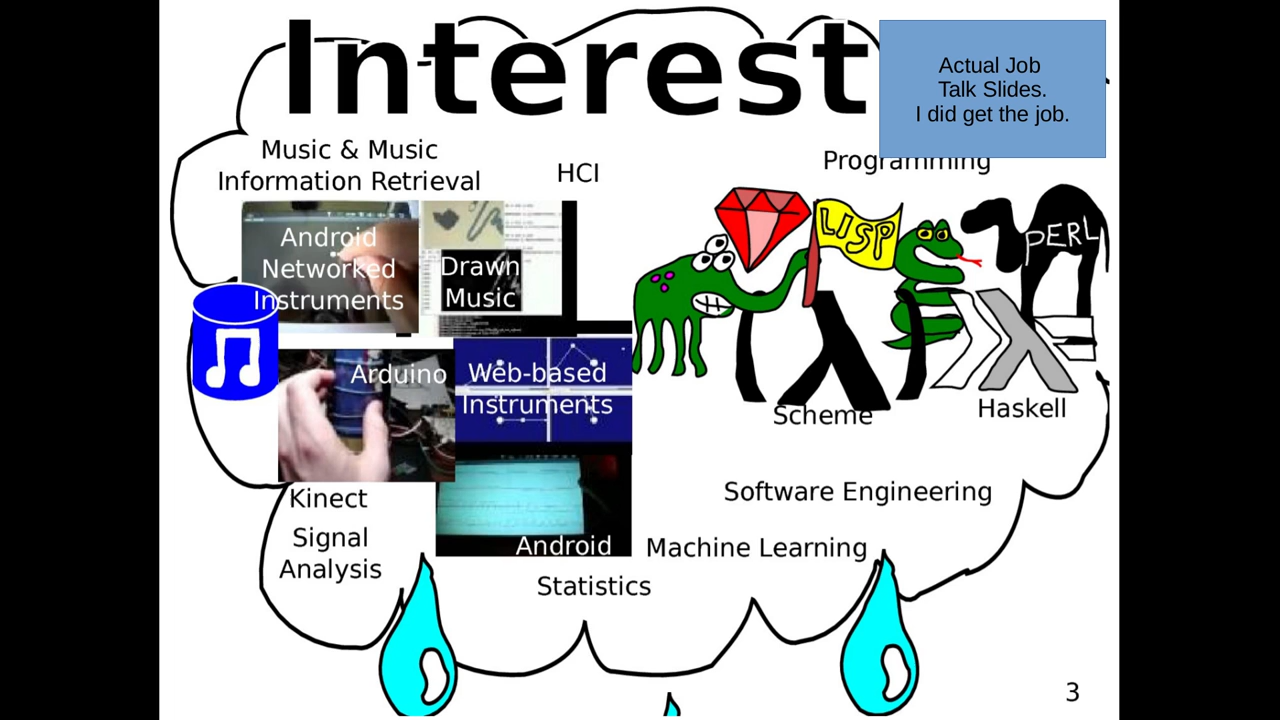 Interest
Actual Job
Talk Slides.
I did get the job.
Music & Music
Information Retrieval
HCI
Programming
Android
Networked
Instruments
Drawn
Music
LISP
PERL
Arduino
Web-based
Instruments
Scheme
Haskell
Kinect
Signal
Analysis
Software Engineering
Android
Machine Learning
Statistics
3